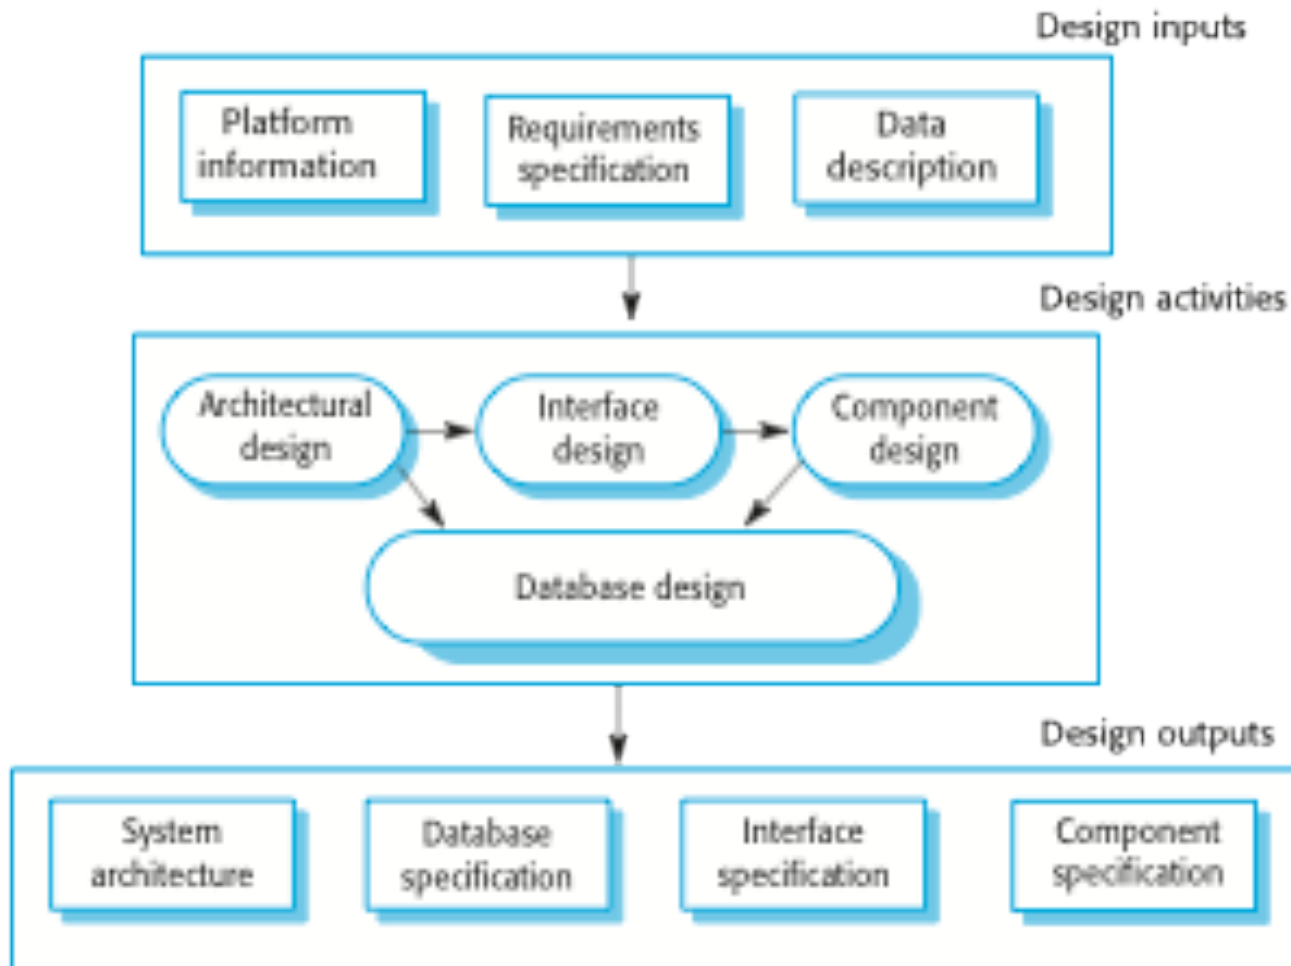 Design inputs
Platform
information
Requirements
specification
Data
description
Design activities
Architectural
design
Interface
design
Component
design
Database design
Design outputs
System
architecture
Database
specification
Interface
specification
Component
specification